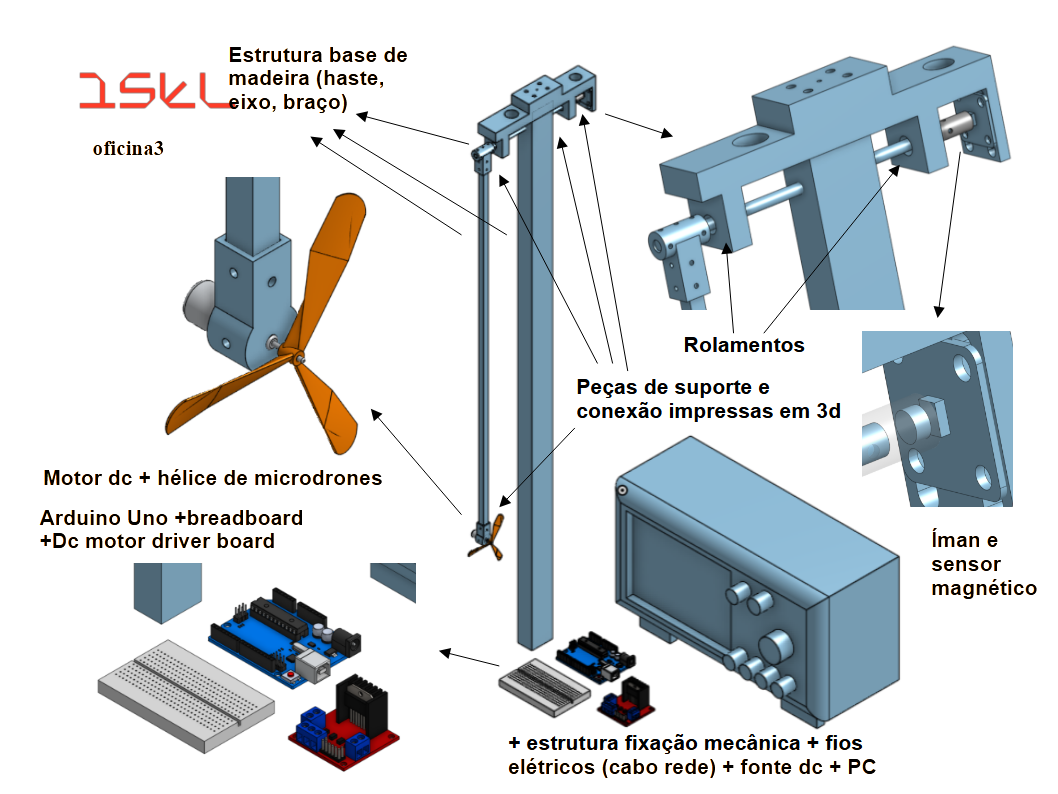 Estrutura base de
madeira (haste,
eixo, braço)
1SkL
oficina3
Rolamentos
Peças de suporte e
conexão impressas em 3d
Motor dc + hélice de microdrones
Arduino Uno +breadboard
+Dc motor driver board
Íman e
sensor
magnético
+ estrutura fixação mecânica + fios
elétricos (cabo rede) + fonte dc + PC